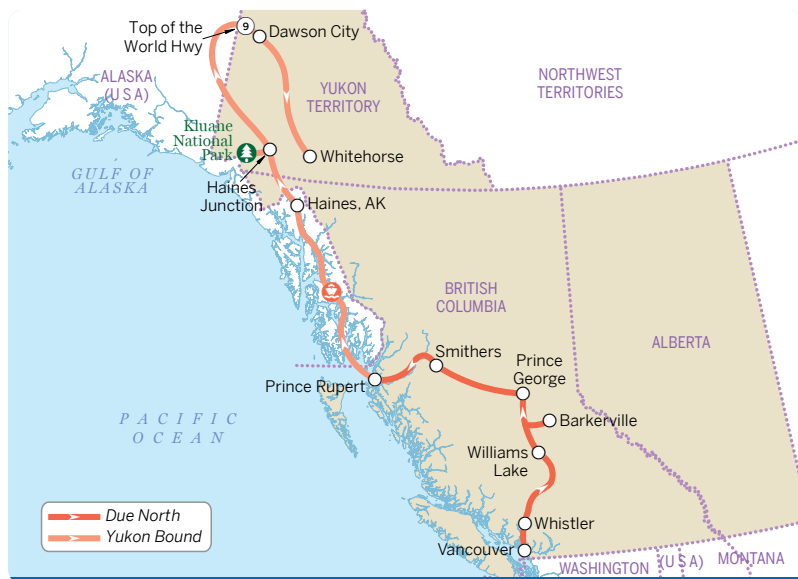 Top of the
World Hwy
9
Dawson City
ALASKA
(USA)
YUKON
TERRITORY
NORTHWEST
TERRITORIES
Kluane
National
Park
Whitehorse
GULF OF
ALASKA
Haines
Junction
Haines, AK
BRITISH
COLUMBIA
ALBERTA
Smithers
Prince
George
Prince Rupert
Barkerville
PACIFIC
OCEAN
Williams
Lake
Due North
Yukon Bound
Whistler
Vancouver
WASHINGTON
(USA)
MONTANA